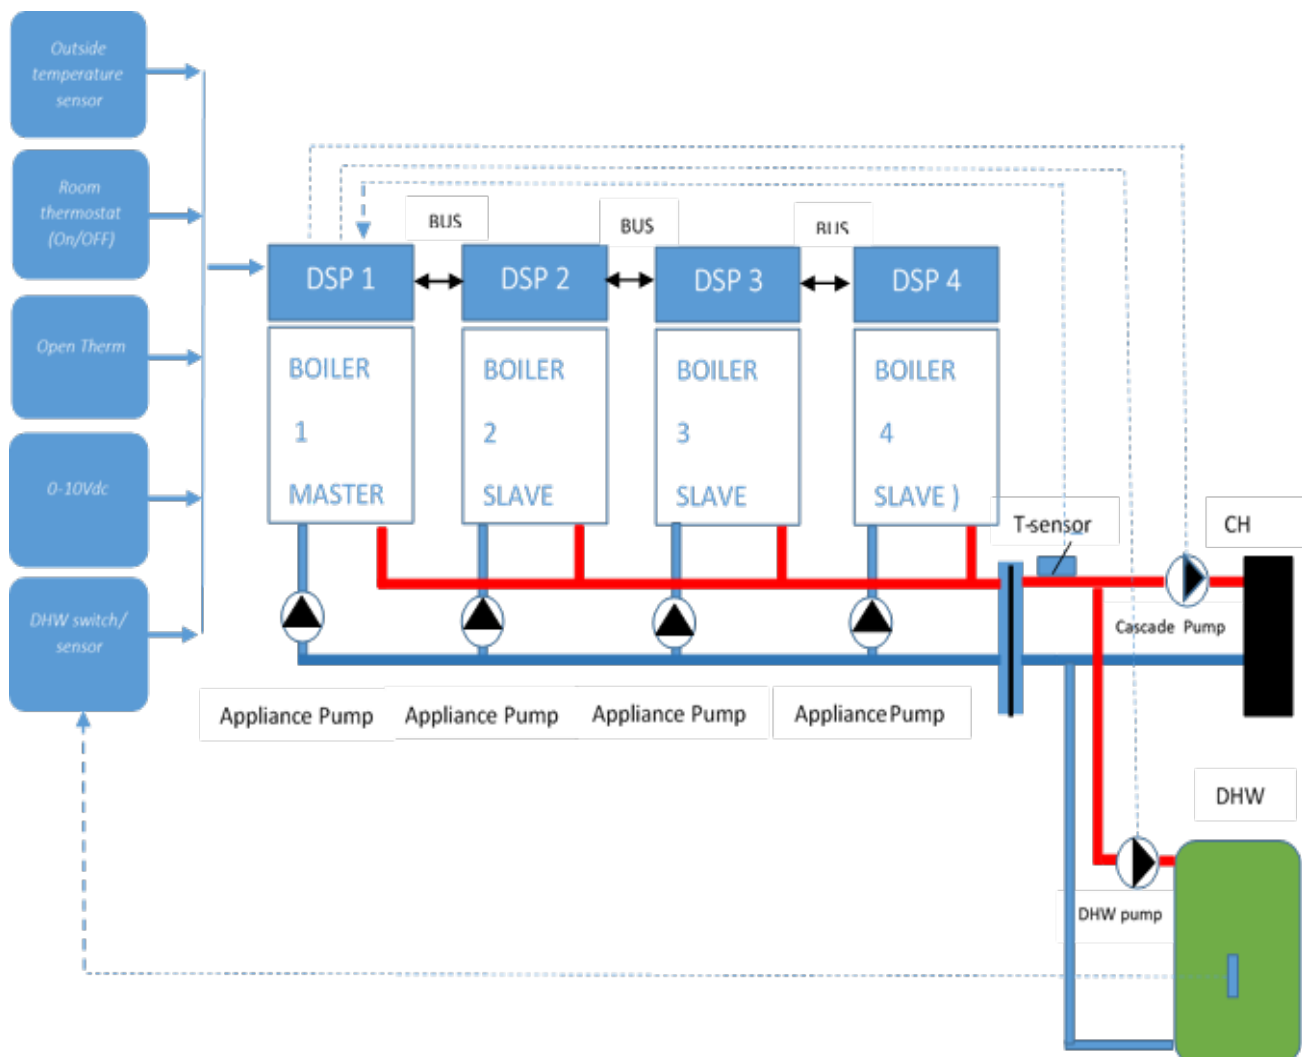 Outside
temperature
sensor
Room
thermostat
(On/OFF)
Open Therm
0-10Vdc
DHW switch/
sensor
BUS
BUS
BUS
DSP 1
DSP 2
DSP 3
DSP 4
BOILER
1
MASTER
BOILER
2
SLAVE
BOILER
3
SLAVE
BOILER
4
SLAVE )
T-sensor
CH
Cascade Pump
Appliance Pump
Appliance Pump
Appliance Pump
Appliance Pump
DHW
DHW pump